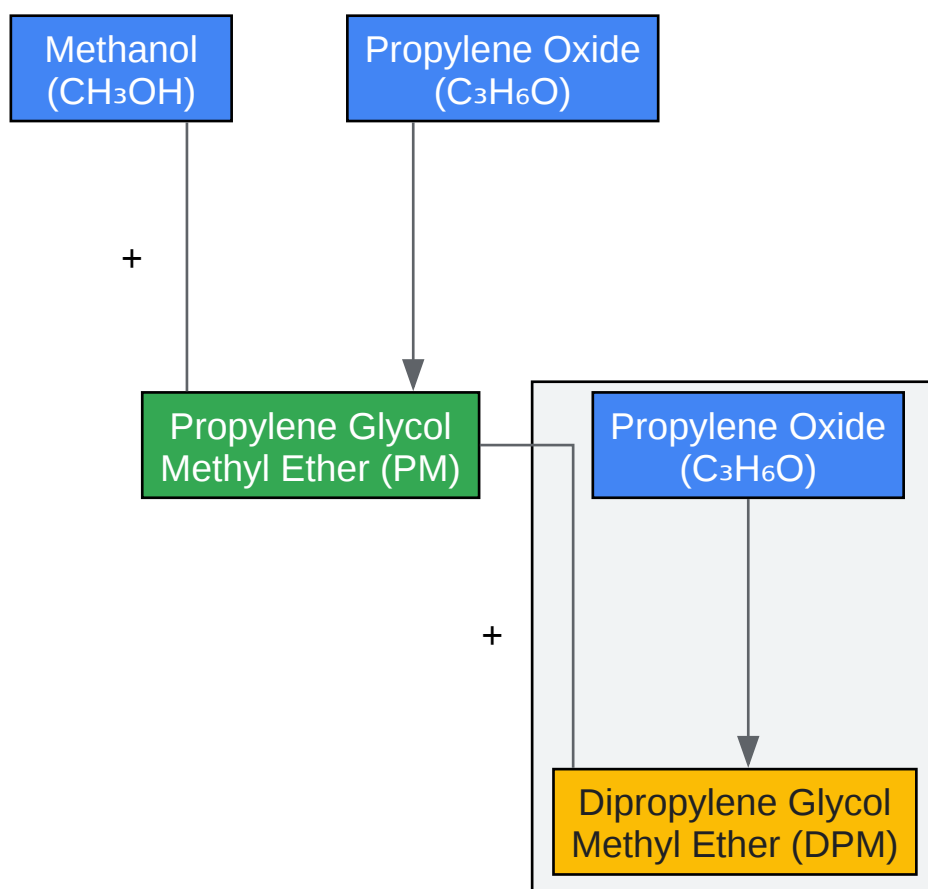 Methanol
(CH₃OH)
Propylene Oxide
(C₃H₆O)
+
Propylene Glycol
Methyl Ether (PM)
Propylene Oxide
(C₃H₆O)
+
Dipropylene Glycol
Methyl Ether (DPM)